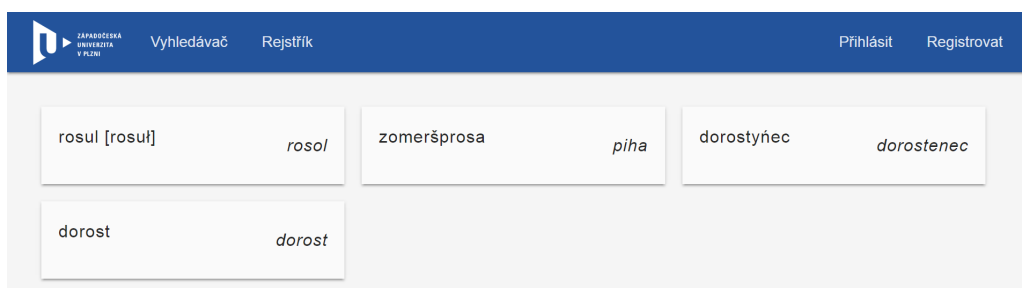 ZÁPADOČESKÁ
UNIVERZITA
V PLZNI
Vyhledávač Rejstřík Přihlásit Registrovat
rosul [rosuł] rosol
zomeršprosa piha
dorostyńec dorostenec
dorost dorost